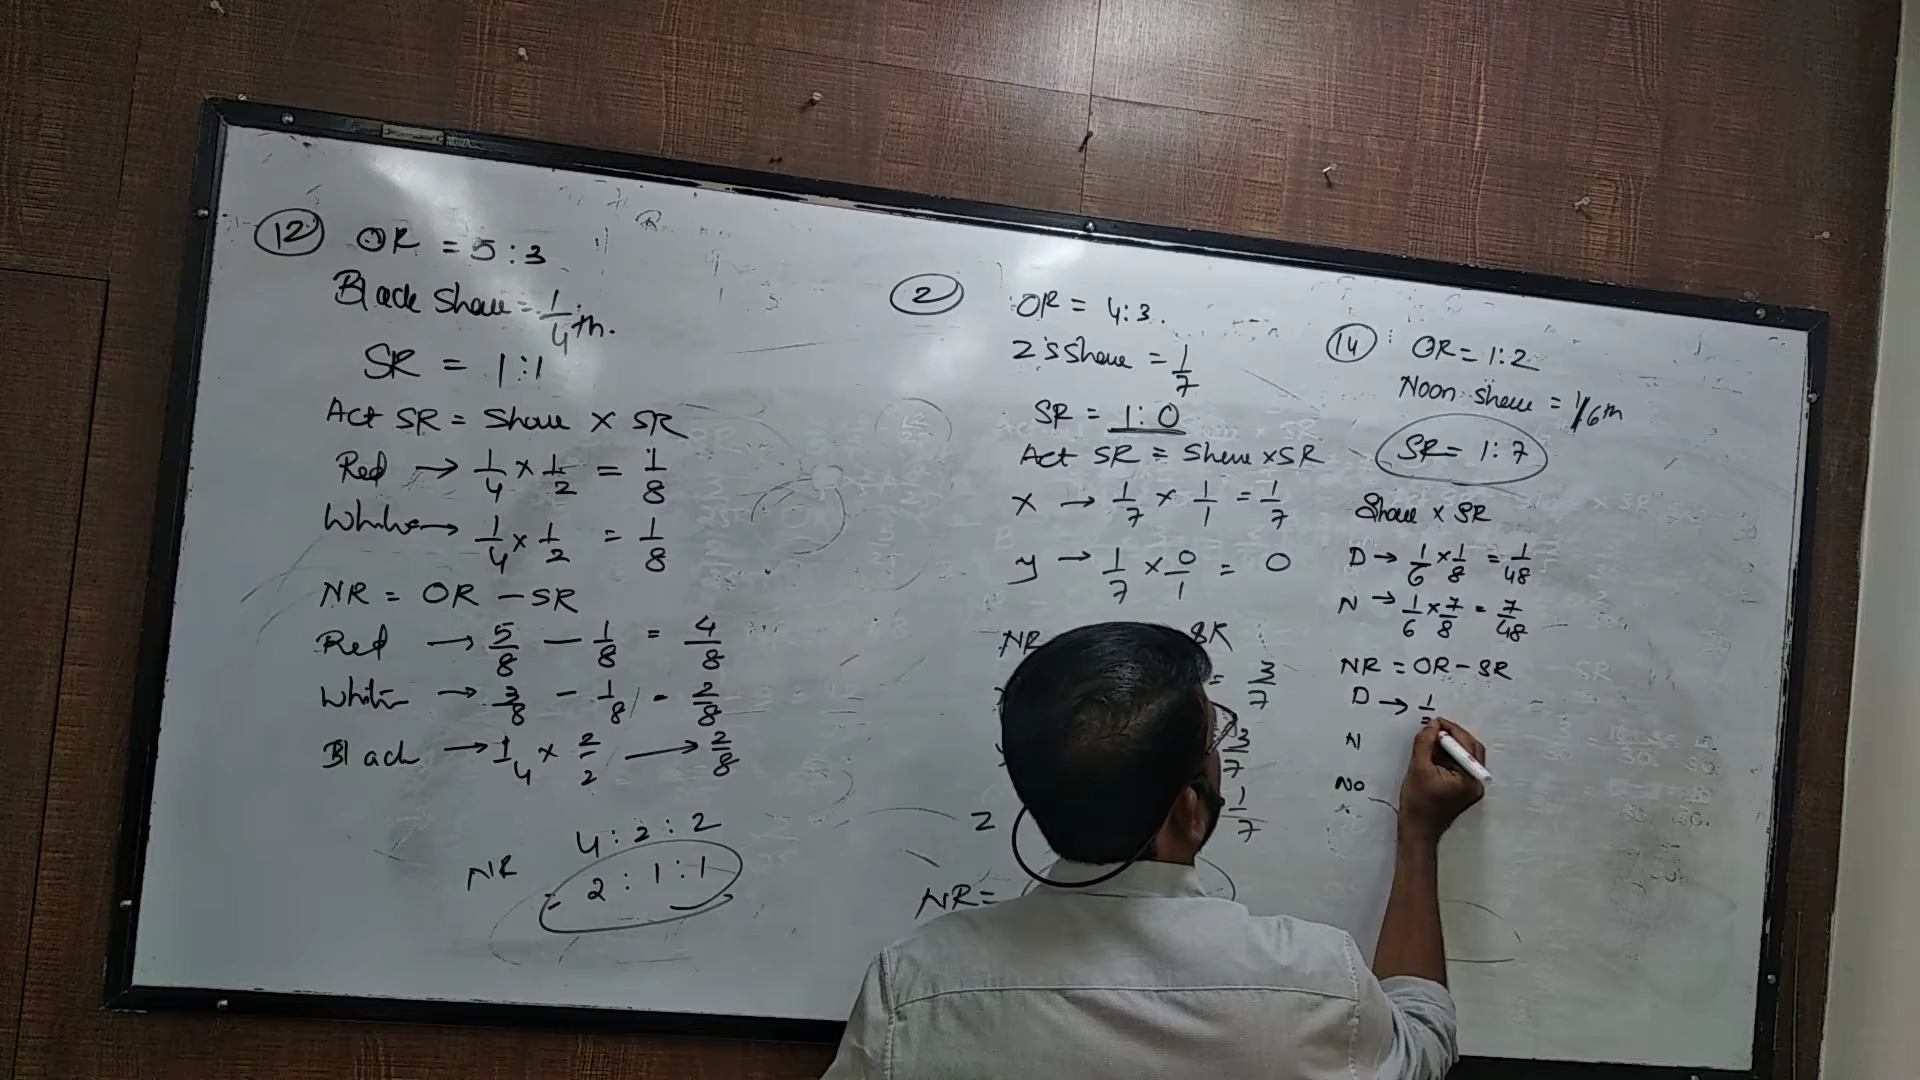 12 OR = 5 : 3
Black Share = 1/4 th.
SR = 1 : 1
Act SR = Share × SR
Red → 1/4 × 1/2 = 1/8
White → 1/4 × 1/2 = 1/8
NR = OR - SR
Red → 5/8 - 1/8 = 4/8
White → 3/8 - 1/8 = 2/8
Black → 1/4 × 2/2 → 2/8
4 : 2 : 2
NR 2 : 1 : 1
2 OR = 4 : 3.
Z's Share = 1/7
SR = 1 : 0
Act SR = Share × SR
X → 1/7 × 1/1 = 1/7
y → 1/7 × 0/1 = 0
NR SR
= 3/7
3/7
Z 1/7
NR =
14 OR = 1 : 2
Noon Share = 1/6th
SR = 1 : 7
Share × SR
D → 1/6 × 1/8 = 1/48
N → 1/6 × 7/8 = 7/48
NR = OR - SR
D → 1
N
No